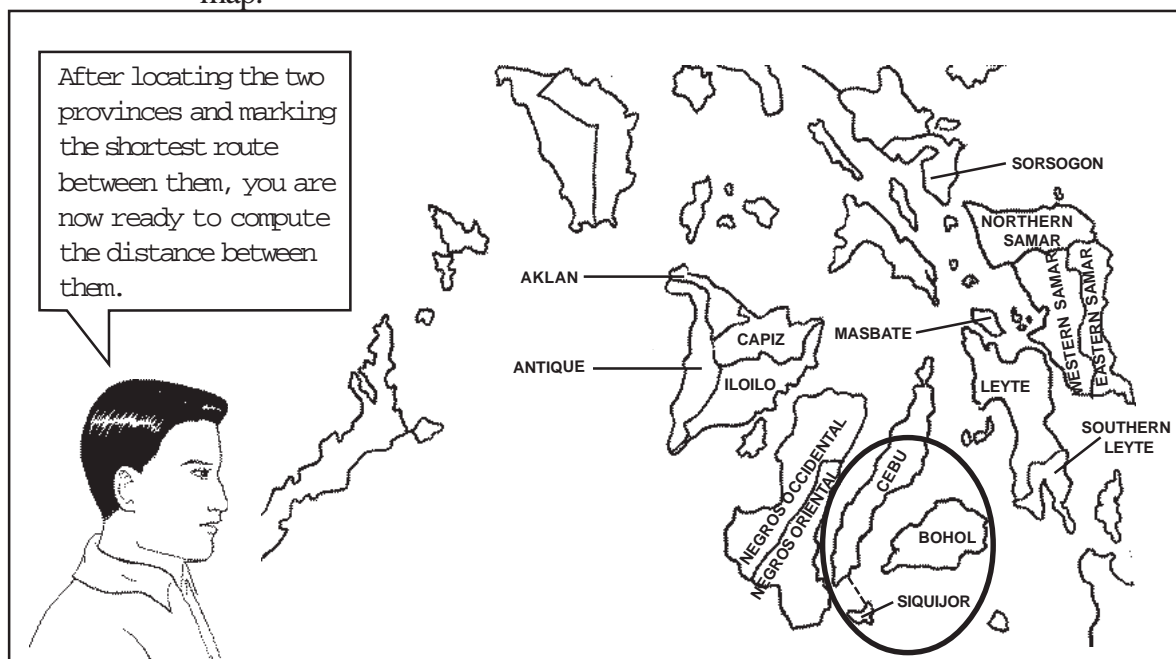 map.
After locating the two
provinces and marking
the shortest route
between them, you are
now ready to compute
the distance between
them.
SORSOGON
NORTHERN
SAMAR
AKLAN
WESTERN SAMAR
EASTERN SAMAR
MASBATE
CAPIZ
ANTIQUE
ILOILO
LEYTE
SOUTHERN
LEYTE
NEGROS OCCIDENTAL
NEGROS ORIENTAL
CEBU
BOHOL
SIQUIJOR